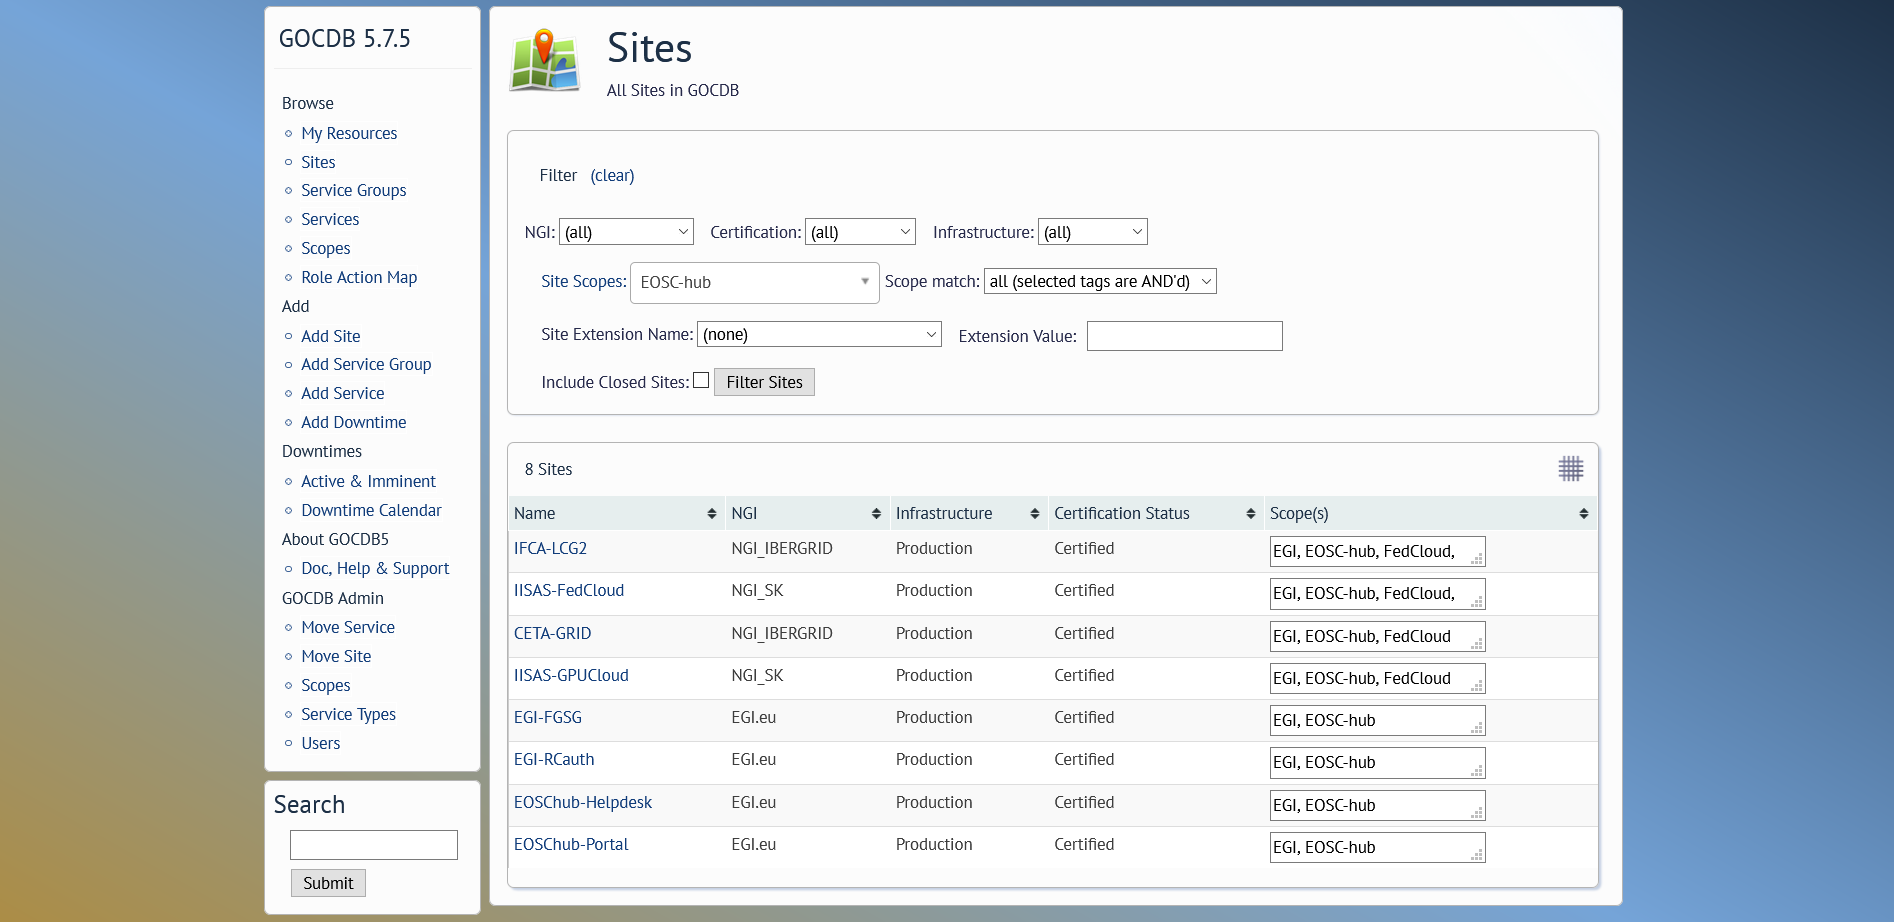 GOCDB 5.7.5
Browse
My Resources
Sites
Service Groups
Services
Scopes
Role Action Map
Add
Add Site
Add Service Group
Add Service
Add Downtime
Downtimes
Active & Imminent
Downtime Calendar
About GOCDB5
Doc, Help & Support
GOCDB Admin
Move Service
Move Site
Scopes
Service Types
Users
Search
Submit
Sites
All Sites in GOCDB
Filter (clear)
NGI: (all) Certification: (all) Infrastructure: (all)
Site Scopes: EOSC-hub Scope match: all (selected tags are AND'd)
Site Extension Name: (none) Extension Value:
Include Closed Sites: Filter Sites
8 Sites
Name NGI Infrastructure Certification Status Scope(s)
IFCA-LCG2 NGI_IBERGRID Production Certified EGI, EOSC-hub, FedCloud,
IISAS-FedCloud NGI_SK Production Certified EGI, EOSC-hub, FedCloud,
CETA-GRID NGI_IBERGRID Production Certified EGI, EOSC-hub, FedCloud
IISAS-GPUCloud NGI_SK Production Certified EGI, EOSC-hub, FedCloud
EGI-FGSG EGI.eu Production Certified EGI, EOSC-hub
EGI-RCauth EGI.eu Production Certified EGI, EOSC-hub
EOSChub-Helpdesk EGI.eu Production Certified EGI, EOSC-hub
EOSChub-Portal EGI.eu Production Certified EGI, EOSC-hub